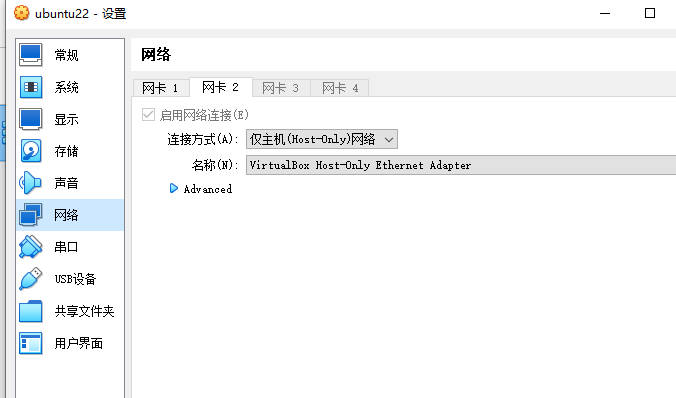 ubuntu22 - 设置
常规
系统
显示
存储
声音
网络
串口
USB设备
共享文件夹
用户界面
网络
网卡 1 网卡 2 网卡 3 网卡 4
启用网络连接(E)
连接方式(A): 仅主机(Host-Only)网络
名称(N): VirtualBox Host-Only Ethernet Adapter
Advanced